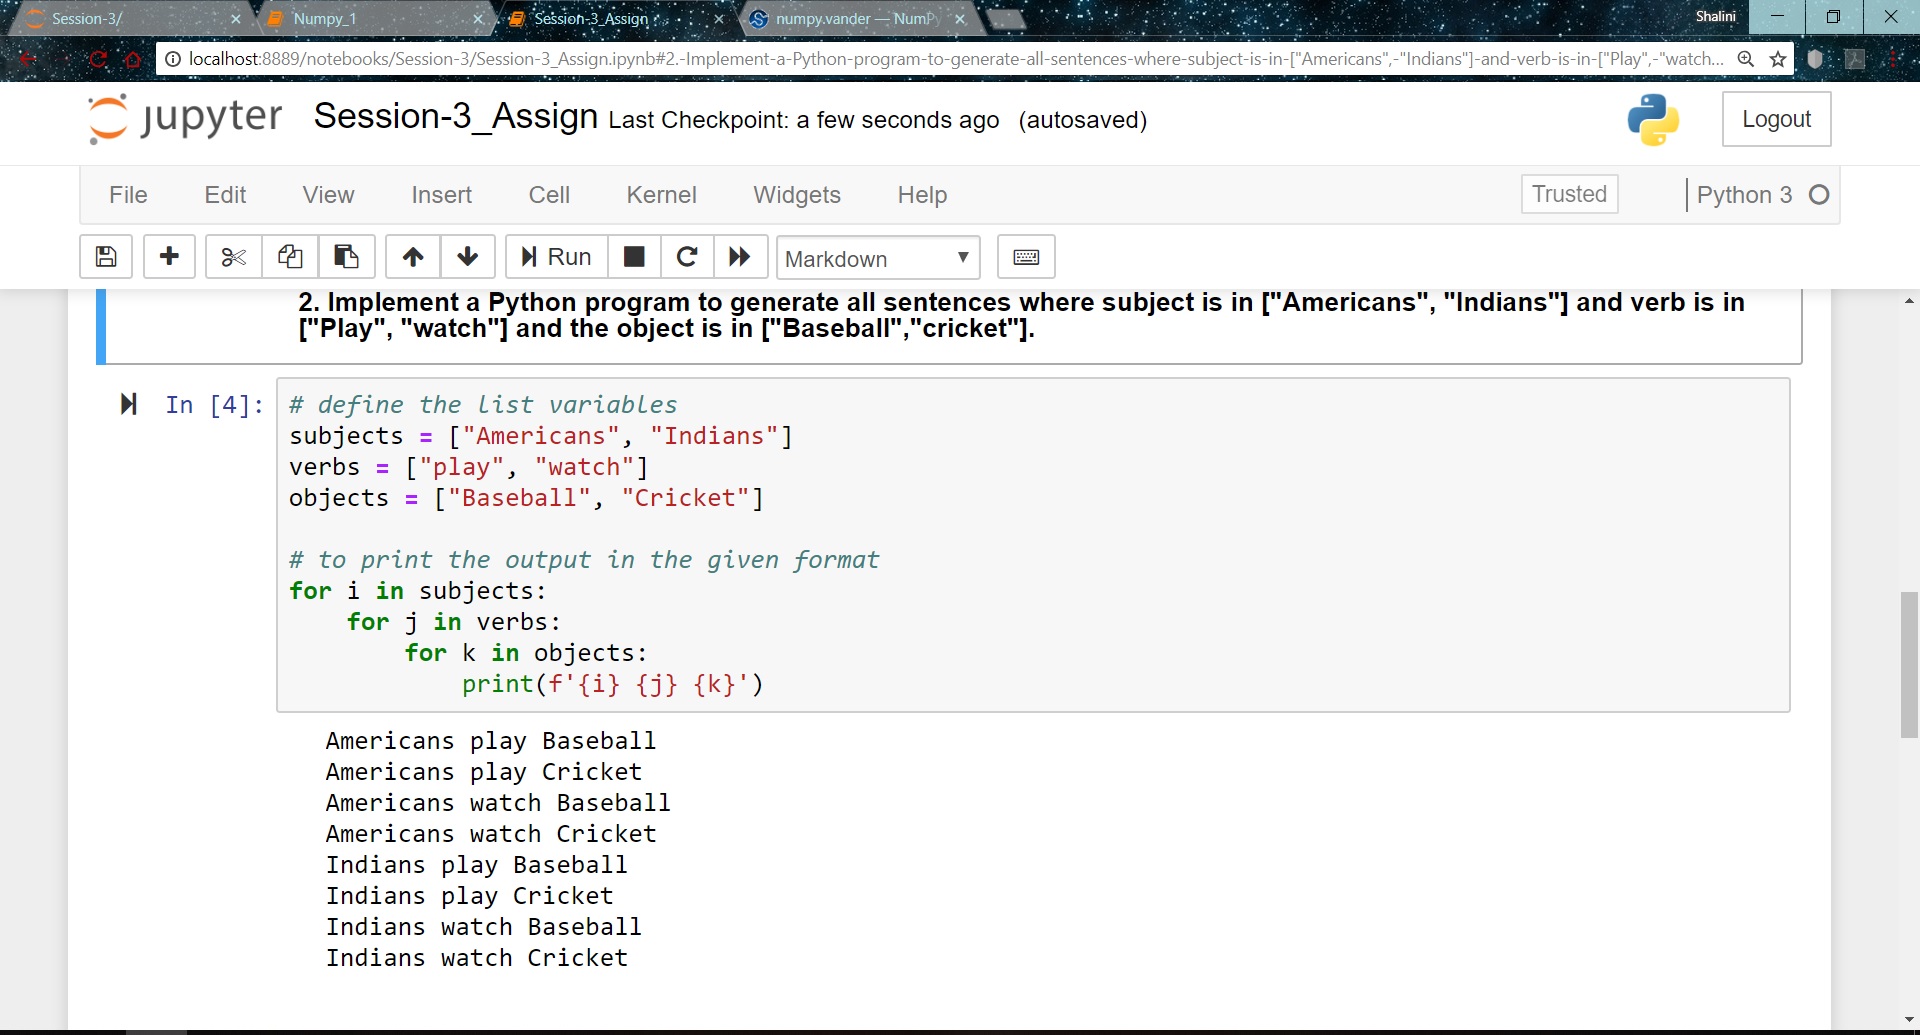 Session-3/ Numpy_1 Session-3_Assign numpy.vander — NumPy Shalini
localhost:8889/notebooks/Session-3/Session-3_Assign.ipynb#2.-Implement-a-Python-program-to-generate-all-sentences-where-subject-is-in-["Americans",-"Indians"]-and-verb-is-in-["Play",-"watch...
jupyter Session-3_Assign Last Checkpoint: a few seconds ago (autosaved) Logout
File Edit View Insert Cell Kernel Widgets Help Trusted Python 3
Run Markdown
2. Implement a Python program to generate all sentences where subject is in ["Americans", "Indians"] and verb is in
["Play", "watch"] and the object is in ["Baseball","cricket"].
In [4]: # define the list variables
subjects = ["Americans", "Indians"]
verbs = ["play", "watch"]
objects = ["Baseball", "Cricket"]
# to print the output in the given format
for i in subjects:
    for j in verbs:
        for k in objects:
            print(f'{i} {j} {k}')
Americans play Baseball
Americans play Cricket
Americans watch Baseball
Americans watch Cricket
Indians play Baseball
Indians play Cricket
Indians watch Baseball
Indians watch Cricket